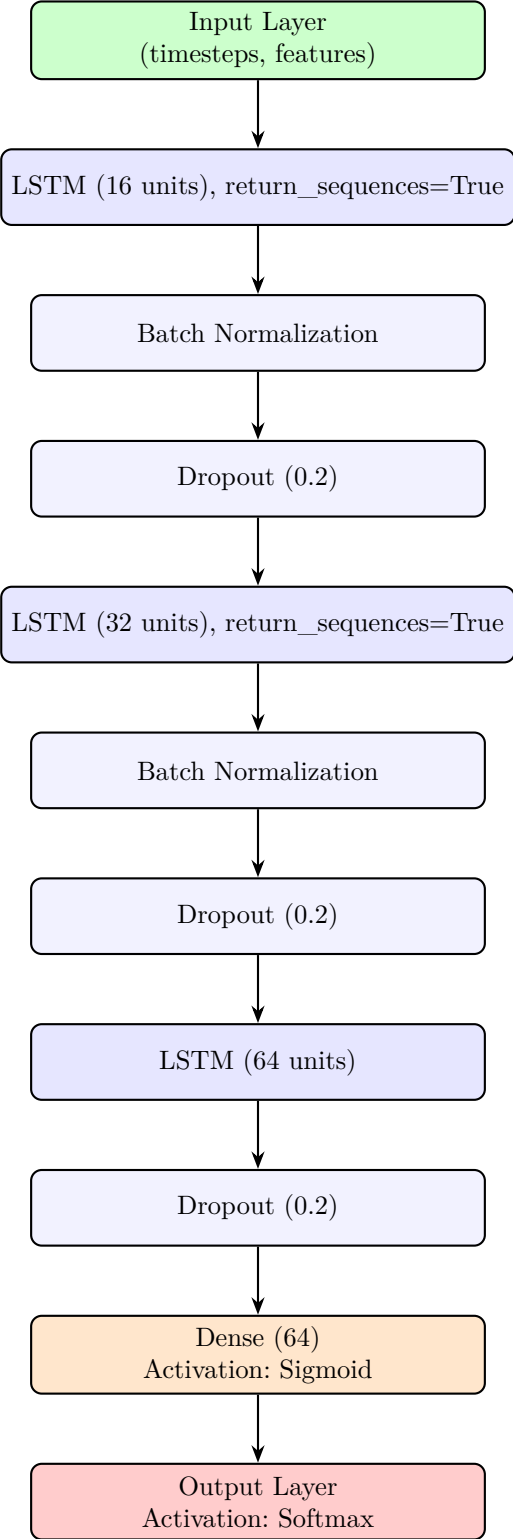 Input Layer
(timesteps, features)
LSTM (16 units), return_sequences=True
Batch Normalization
Dropout (0.2)
LSTM (32 units), return_sequences=True
Batch Normalization
Dropout (0.2)
LSTM (64 units)
Dropout (0.2)
Dense (64)
Activation: Sigmoid
Output Layer
Activation: Softmax